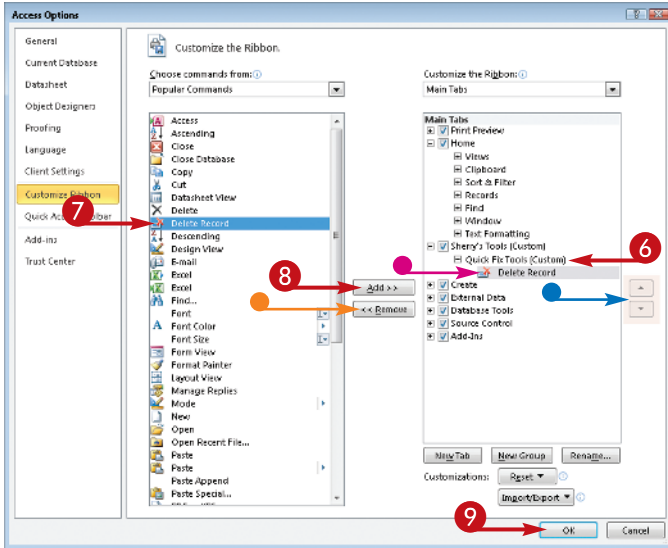 Access Options
General
Current Database
Datasheet
Object Designers
Proofing
Language
Client Settings
Customize Ribbon
Quick Access Toolbar
Add-ins
Trust Center
Customize the Ribbon.
Choose commands from:
Popular Commands
Access
Ascending
Close
Close Database
Copy
Cut
Datasheet View
Delete
Delete Record
Descending
Design View
E-mail
Excel
Excel
Find...
Font
Font Color
Font Size
Form View
Format Painter
Layout View
Manage Replies
Mode
New
Open
Open Recent File...
Paste
Paste
Paste Append
Paste Special...
7
8
Add >>
<< Remove
Customize the Ribbon:
Main Tabs
Main Tabs
Print Preview
Home
Views
Clipboard
Sort & Filter
Records
Find
Window
Text Formatting
Sherry's Tools (Custom)
Quick Fix Tools (Custom)
Delete Record
Create
External Data
Database Tools
Source Control
Add-Ins
6
New Tab
New Group
Rename...
Customizations:
Reset
Import/Export
9
OK
Cancel